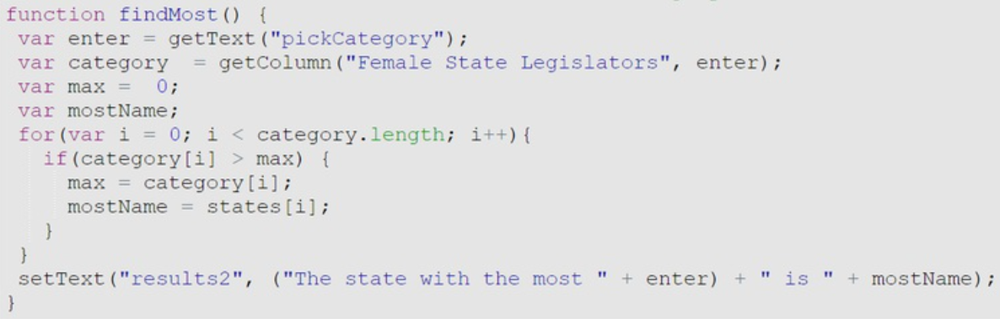 function findMost() {
 var enter = getText("pickCategory");
 var category  = getColumn("Female State Legislators", enter);
 var max =  0;
 var mostName;
 for(var i = 0; i < category.length; i++){
   if(category[i] > max) {
     max = category[i];
     mostName = states[i];
   }
 }
 setText("results2", ("The state with the most " + enter) + " is " + mostName);
}